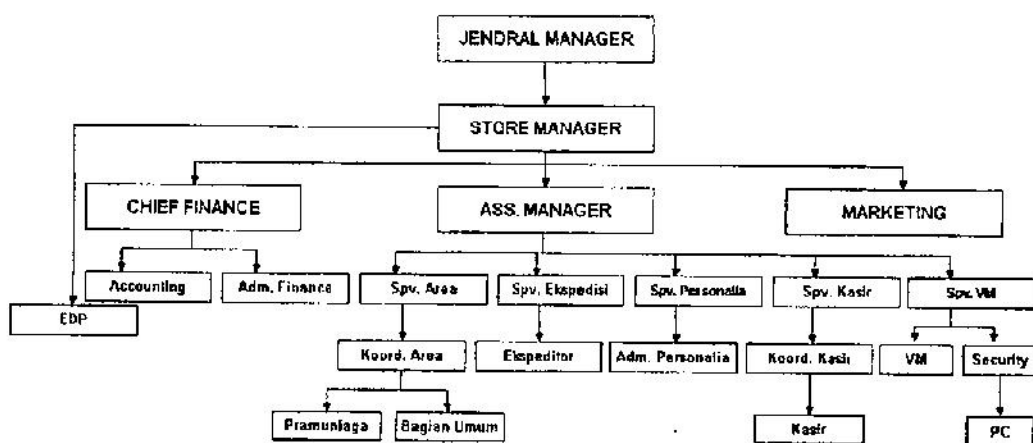 JENDRAL MANAGER
STORE MANAGER
CHIEF FINANCE
ASS. MANAGER
MARKETING
Accounting
Adm. Finance
Spv. Area
Spv. Ekspedisi
Spv. Personalia
Spv. Kasir
Spv. VM
EDP
Koord. Area
Ekspeditor
Adm. Personalia
Koord. Kasir
VM
Security
Pramuniaga
Bagian Umum
Kasir
PC